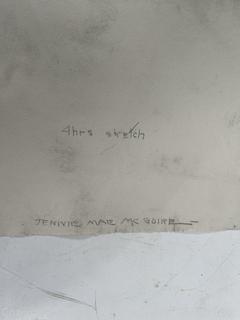 4hrs sketch
JENNIE MAE MCGUIRE